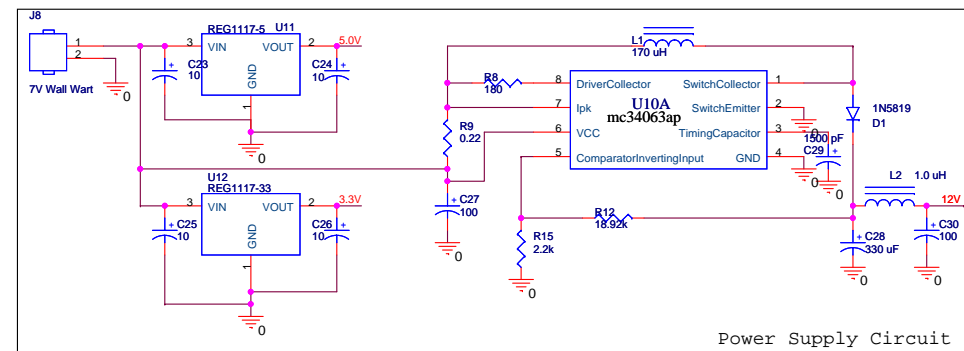 J8
1
2
7V Wall Wart
0
REG1117-5 U11
3 VIN VOUT 2 5.0V
GND
1
C23
10
C24
10
0
U12
REG1117-33
3 VIN VOUT 2 3.3V
GND
1
C25
10
C26
10
0
L1
170 uH
R8
180
R9
0.22
C27
100
0
8 DriverCollector SwitchCollector 1
7 Ipk SwitchEmitter 2
6 VCC TimingCapacitor 3
5 ComparatorInvertingInput GND 4
U10A
mc34063ap
0
1500 pF
C29
0
0
1N5819
D1
L2 1.0 uH
12V
R12
18.92k
R15
2.2k
0
C28
330 uF
0
C30
100
0
Power Supply Circuit